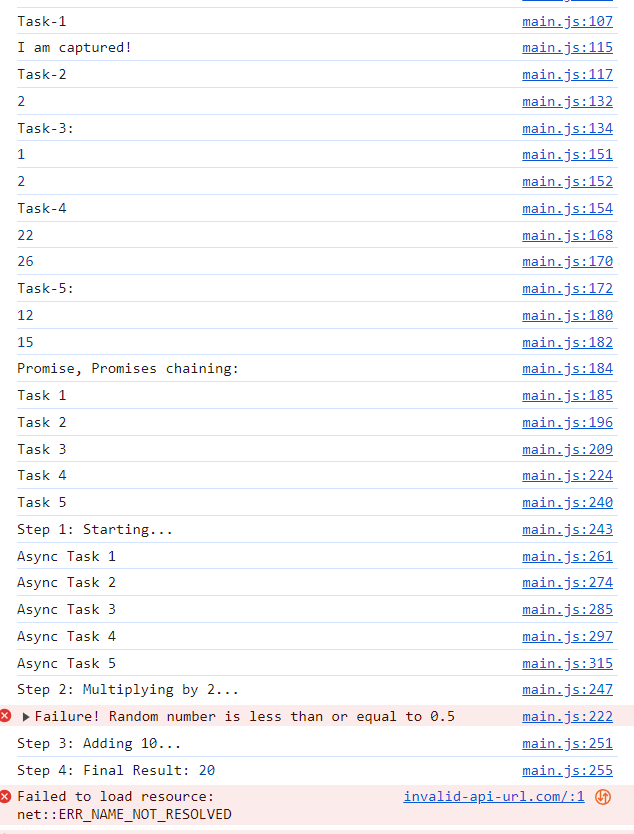 Task-1 main.js:107
I am captured! main.js:115
Task-2 main.js:117
2 main.js:132
Task-3: main.js:134
1 main.js:151
2 main.js:152
Task-4 main.js:154
22 main.js:168
26 main.js:170
Task-5: main.js:172
12 main.js:180
15 main.js:182
Promise, Promises chaining: main.js:184
Task 1 main.js:185
Task 2 main.js:196
Task 3 main.js:209
Task 4 main.js:224
Task 5 main.js:240
Step 1: Starting... main.js:243
Async Task 1 main.js:261
Async Task 2 main.js:274
Async Task 3 main.js:285
Async Task 4 main.js:297
Async Task 5 main.js:315
Step 2: Multiplying by 2... main.js:247
Failure! Random number is less than or equal to 0.5 main.js:222
Step 3: Adding 10... main.js:251
Step 4: Final Result: 20 main.js:255
Failed to load resource: invalid-api-url.com/:1
net::ERR_NAME_NOT_RESOLVED